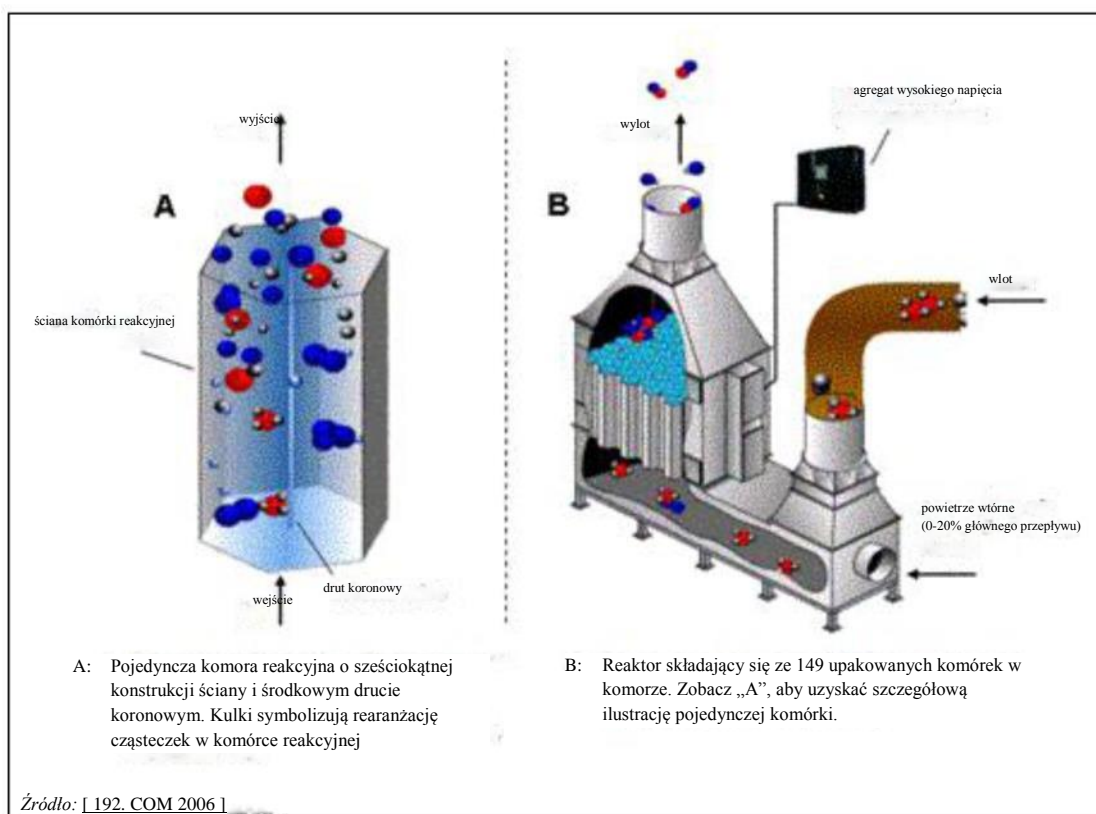 wyjście
A
ściana komórki reakcyjnej
drut koronowy
wejście
agregat wysokiego napięcia
wylot
B
wlot
powietrze wtórne
(0-20% głównego przepływu)
A: Pojedyncza komora reakcyjna o sześciokątnej
konstrukcji ściany i środkowym drucie
koronowym. Kulki symbolizują rearanżację
cząsteczek w komórce reakcyjnej
B: Reaktor składający się ze 149 upakowanych komórek w
komorze. Zobacz „A”, aby uzyskać szczegółową
ilustrację pojedynczej komórki.
Źródło: [ 192. COM 2006 ]